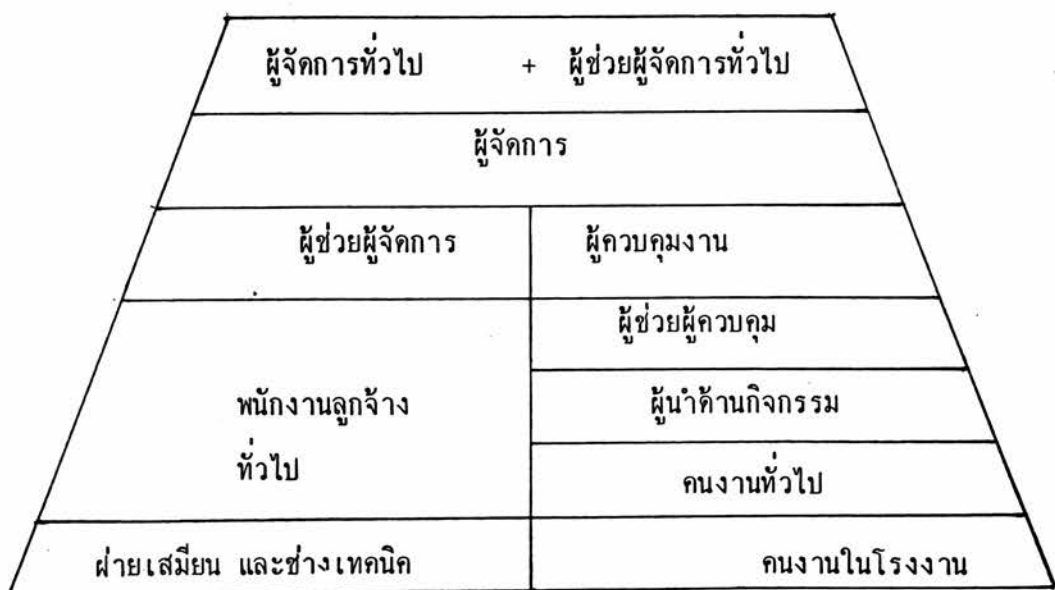 ผู้จัดการทั่วไป + ผู้ช่วยผู้จัดการทั่วไป
ผู้จัดการ
ผู้ช่วยผู้จัดการ ผู้ควบคุมงาน
ผู้ช่วยผู้ควบคุม
พนักงานลูกจ้าง ผู้นำด้านกิจกรรม
ทั่วไป คนงานทั่วไป
ฝ่ายเสมียน และช่างเทคนิค คนงานในโรงงาน